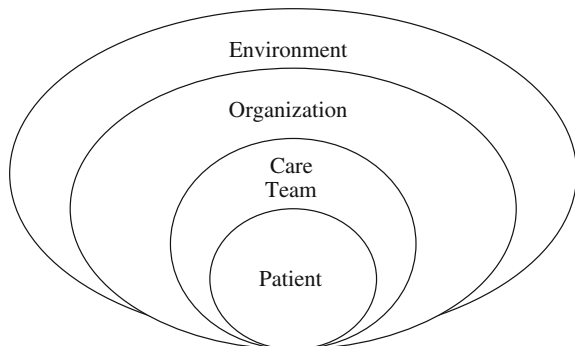 Environment
Organization
Care
Team
Patient